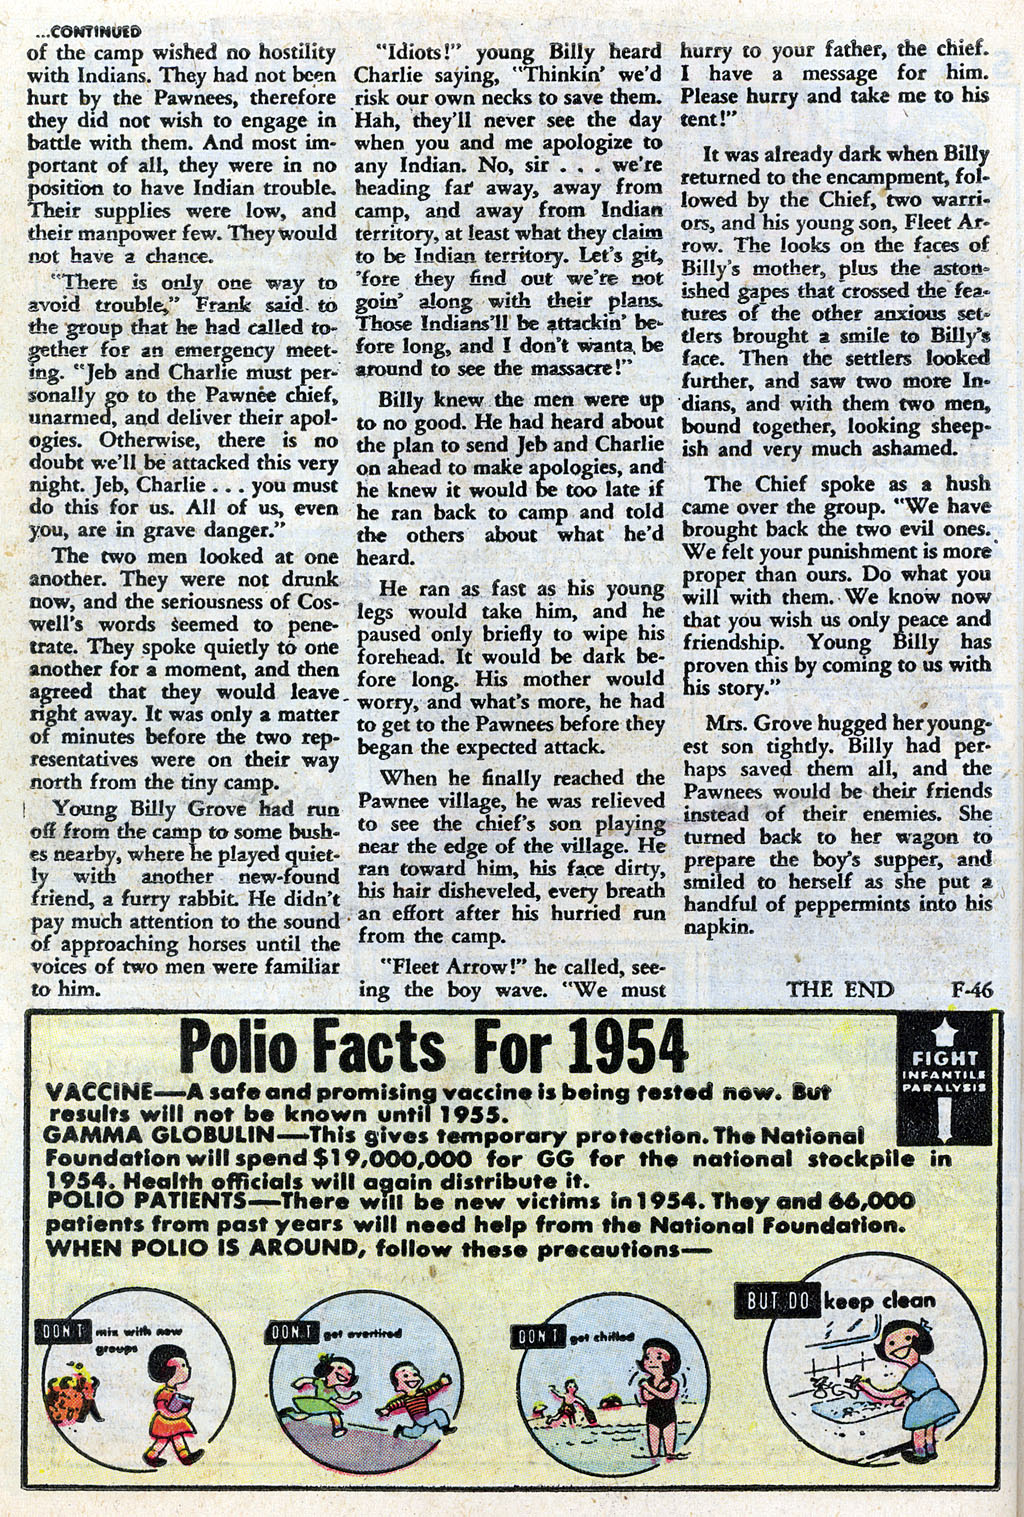 ...CONTINUED
of the camp wished no hostility
with Indians. They had not been
hurt by the Pawnees, therefore
they did not wish to engage in
battle with them. And most im-
portant of all, they were in no
position to have Indian trouble.
Their supplies were low, and
their manpower few. They would
not have a chance.
"There is only one way to
avoid trouble," Frank said to
the group that he had called to-
gether for an emergency meet-
ing. "Jeb and Charlie must per-
sonally go to the Pawnee chief,
unarmed, and deliver their apol-
ogies. Otherwise, there is no
doubt we'll be attacked this very
night. Jeb, Charlie . . . you must
do this for us. All of us, even
you, are in grave danger."
The two men looked at one
another. They were not drunk
now, and the seriousness of Cos-
well's words seemed to pene-
trate. They spoke quietly to one
another for a moment, and then
agreed that they would leave
right away. It was only a matter
of minutes before the two rep-
resentatives were on their way
north from the tiny camp.
Young Billy Grove had run
off from the camp to some bush-
es nearby, where he played quiet-
ly with another new-found
friend, a furry rabbit. He didn't
pay much attention to the sound
of approaching horses until the
voices of two men were familiar
to him.
"Idiots!" young Billy heard
Charlie saying, "Thinkin' we'd
risk our own necks to save them.
Hah, they'll never see the day
when you and me apologize to
any Indian. No, sir . . . we're
heading far away, away from
camp, and away from Indian
territory, at least what they claim
to be Indian territory. Let's git,
'fore they find out we're not
goin' along with their plans.
Those Indians'll be attackin' be-
fore long, and I don't wanta be
around to see the massacre!"
Billy knew the men were up
to no good. He had heard about
the plan to send Jeb and Charlie
on ahead to make apologies, and
he knew it would be too late if
he ran back to camp and told
the others about what he'd
heard.
He ran as fast as his young
legs would take him, and he
paused only briefly to wipe his
forehead. It would be dark be-
fore long. His mother would
worry, and what's more, he had
to get to the Pawnees before they
began the expected attack.
When he finally reached the
Pawnee village, he was relieved
to see the chief's son playing
near the edge of the village. He
ran toward him, his face dirty,
his hair disheveled, every breath
an effort after his hurried run
from the camp.
"Fleet Arrow!" he called, see-
ing the boy wave. "We must
hurry to your father, the chief.
I have a message for him.
Please hurry and take me to his
tent!"
It was already dark when Billy
returned to the encampment, fol-
lowed by the Chief, two warri-
ors, and his young son, Fleet Ar-
row. The looks on the faces of
Billy's mother, plus the aston-
ished gapes that crossed the fea-
tures of the other anxious set-
tlers brought a smile to Billy's
face. Then the settlers looked
further, and saw two more In-
dians, and with them two men,
bound together, looking sheep-
ish and very much ashamed.
The Chief spoke as a hush
came over the group. "We have
brought back the two evil ones.
We felt your punishment is more
proper than ours. Do what you
will with them. We know now
that you wish us only peace and
friendship. Young Billy has
proven this by coming to us with
his story."
Mrs. Grove hugged her young-
est son tightly. Billy had per-
haps saved them all, and the
Pawnees would be their friends
instead of their enemies. She
turned back to her wagon to
prepare the boy's supper, and
smiled to herself as she put a
handful of peppermints into his
napkin.
THE END F-46
Polio Facts For 1954
FIGHT
INFANTILE
PARALYSIS
VACCINE—A safe and promising vaccine is being tested now. But
results will not be known until 1955.
GAMMA GLOBULIN—This gives temporary protection. The National
Foundation will spend $19,000,000 for GG for the national stockpile in
1954. Health officials will again distribute it.
POLIO PATIENTS—There will be new victims in 1954. They and 66,000
patients from past years will need help from the National Foundation.
WHEN POLIO IS AROUND, follow these precautions—
DON'T mix with new
groups
DON'T get overtired
DON'T get chilled
BUT DO keep clean